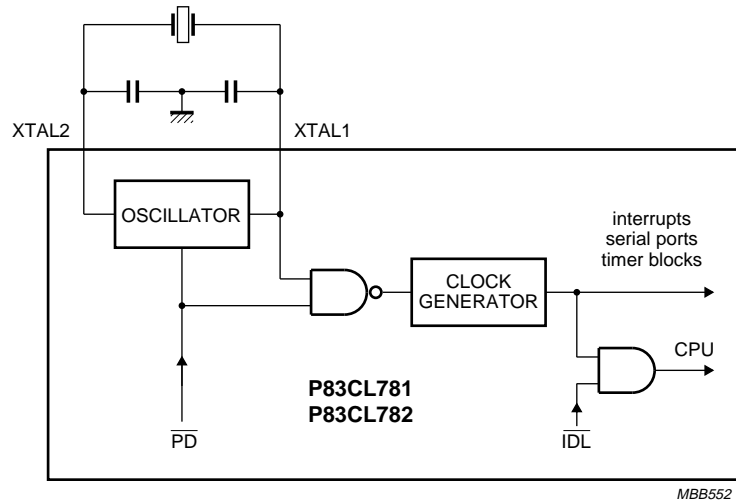 XTAL2
XTAL1
OSCILLATOR
interrupts
serial ports
timer blocks
CLOCK
GENERATOR
CPU
P83CL781
P83CL782
PD
IDL
MBB552